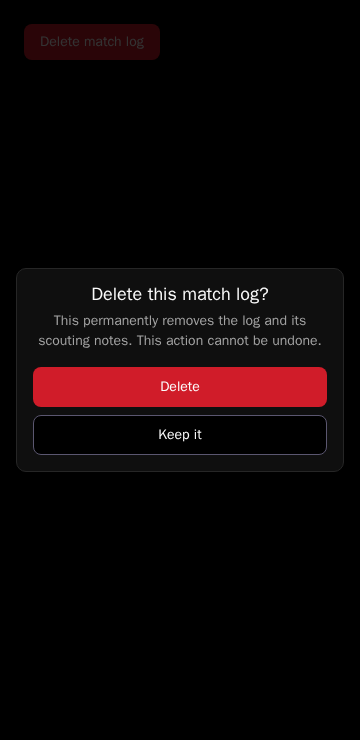 Delete match log
Delete this match log?
This permanently removes the log and its
scouting notes. This action cannot be undone.
Delete
Keep it